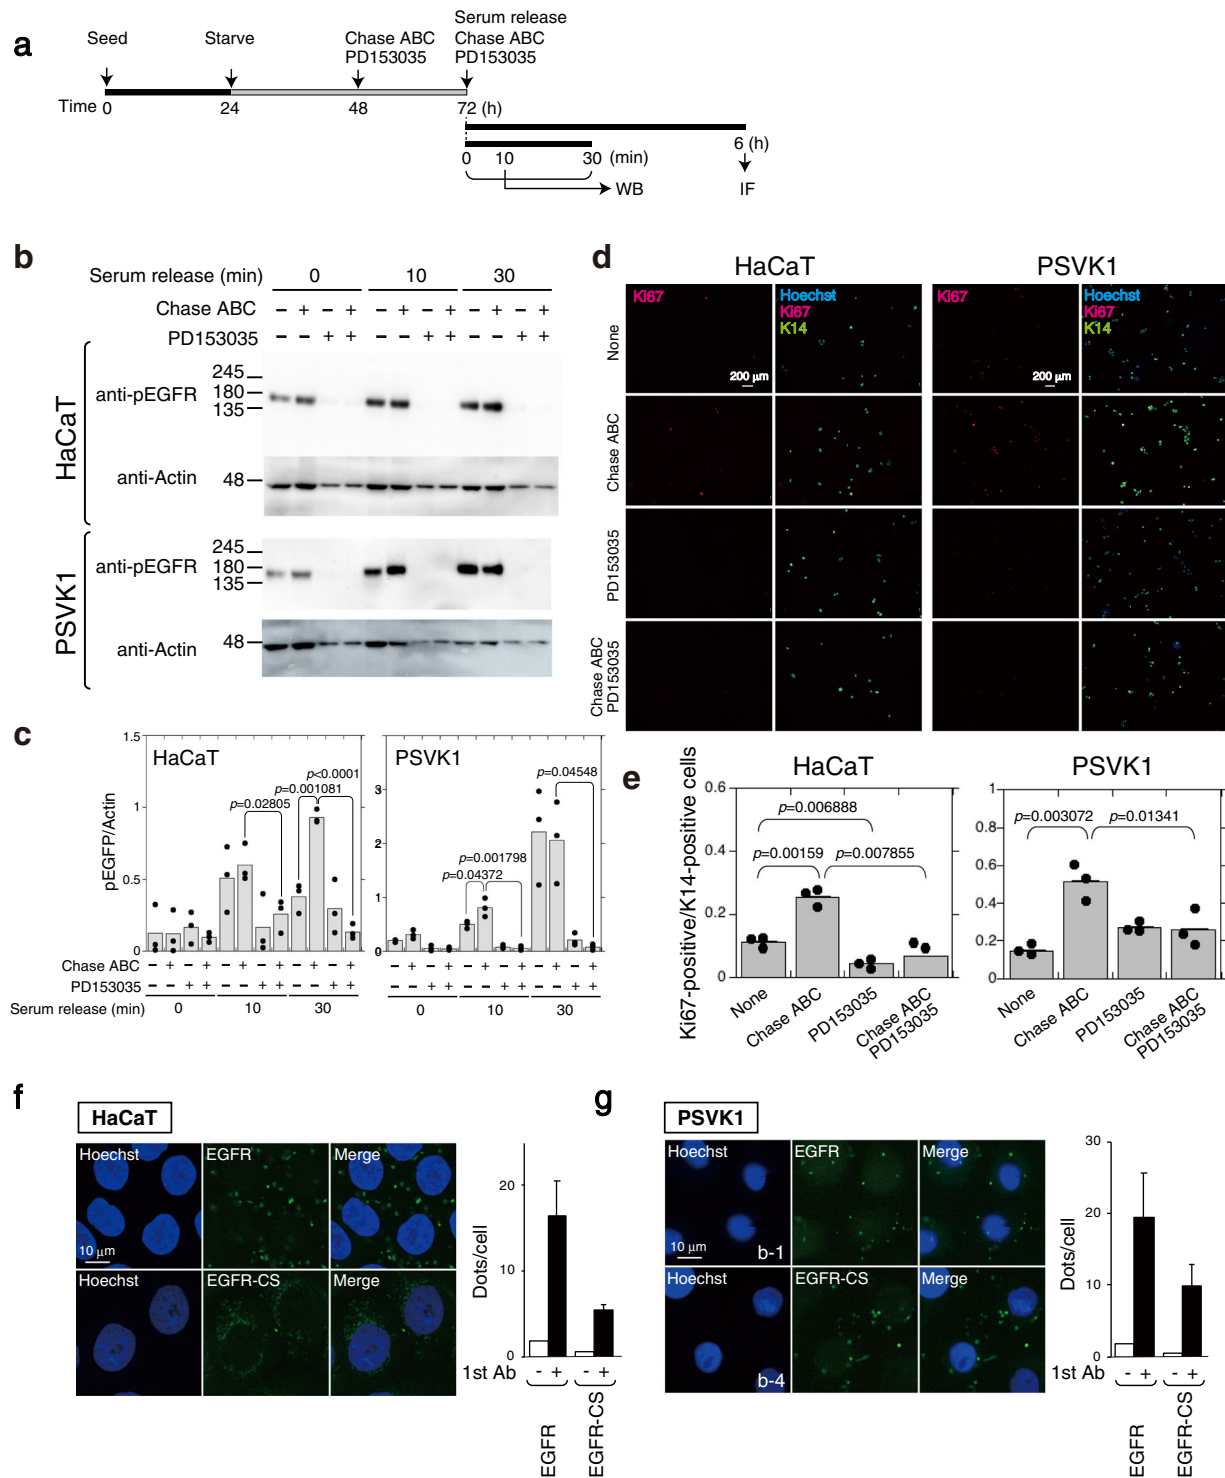 a
Seed
Starve
Chase ABC
PD153035
Serum release
Chase ABC
PD153035
Time 0
24
48
72 (h)
6 (h)
0
10
30 (min)
WB
IF
b
Serum release (min)
0
10
30
Chase ABC
– + – + – + – + – + – +
PD153035
– – + + – – + + – – + +
HaCaT
anti-pEGFR
245
180
135
anti-Actin
48
PSVK1
anti-pEGFR
245
180
135
anti-Actin
48
c
pEGFP/Actin
1.5
1
0.5
0
HaCaT
p<0.0001
p=0.001081
p=0.02805
PSVK1
3
2
1
0
p=0.04548
p=0.001798
p=0.04372
Chase ABC
– + – + – + – + – + – +
– + – + – + – + – + – +
PD153035
– – + + – – + + – – + +
– – + + – – + + – – + +
Serum release (min)
0
10
30
0
10
30
d
HaCaT
PSVK1
Ki67
Hoechst
Ki67
K14
Ki67
Hoechst
Ki67
K14
200 µm
200 µm
None
Chase ABC
PD153035
Chase ABC
PD153035
e
Ki67-positive/K14-positive cells
HaCaT
0.6
0.4
0.2
0
p=0.006888
p=0.00159
p=0.007855
None
Chase ABC
PD153035
Chase ABC
PD153035
PSVK1
1
0.8
0.6
0.4
0.2
0
p=0.003072
p=0.01341
None
Chase ABC
PD153035
Chase ABC
PD153035
f
HaCaT
Hoechst
EGFR
Merge
10 µm
Hoechst
EGFR-CS
Merge
Dots/cell
20
10
0
1st Ab
- + - +
EGFR
EGFR-CS
g
PSVK1
Hoechst
EGFR
Merge
10 µm
b-1
Hoechst
EGFR-CS
Merge
b-4
Dots/cell
30
20
10
0
1st Ab
- + - +
EGFR
EGFR-CS